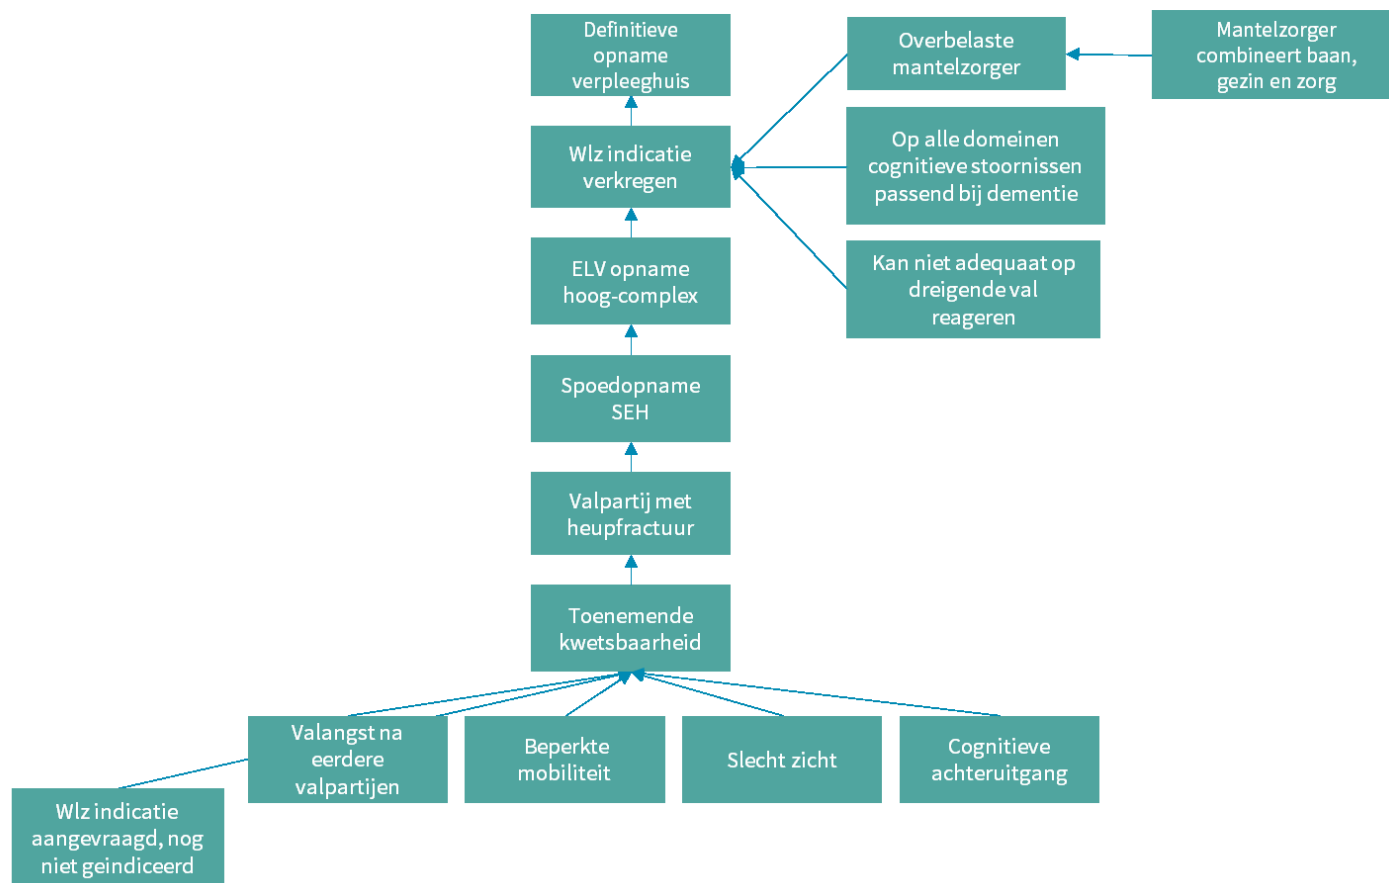 Definitieve
opname
verpleeghuis
Overbelaste
mantelzorger
Mantelzorger
combineert baan,
gezin en zorg
Wlz indicatie
verkregen
Op alle domeinen
cognitieve stoornissen
passend bij dementie
ELV opname
hoog-complex
Kan niet adequaat op
dreigende val
reageren
Spoedopname
SEH
Valpartij met
heupfractuur
Toenemende
kwetsbaarheid
Valangst na
eerdere
valpartijen
Beperkte
mobiliteit
Slecht zicht
Cognitieve
achteruitgang
Wlz indicatie
aangevraagd, nog
niet geindiceerd